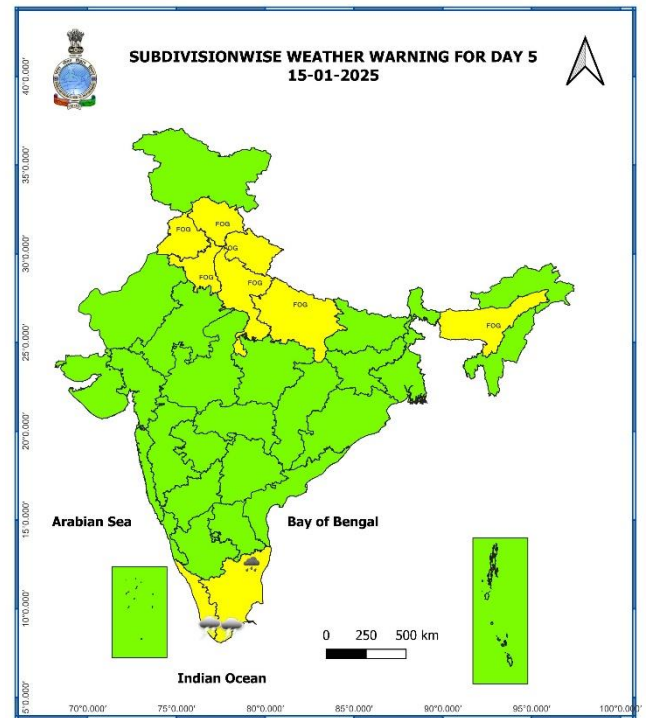 SUBDIVISIONWISE WEATHER WARNING FOR DAY 5
15-01-2025
40°0.000'
35°0.000'
30°0.000'
25°0.000'
20°0.000'
15°0.000'
10°0.000'
5°0.000'
FOG
FOG
OG
FOG
FOG
FOG
FOG
Arabian Sea
Bay of Bengal
0 250 500 km
Indian Ocean
70°0.000' 75°0.000' 80°0.000' 85°0.000' 90°0.000' 95°0.000' 100°0.000'